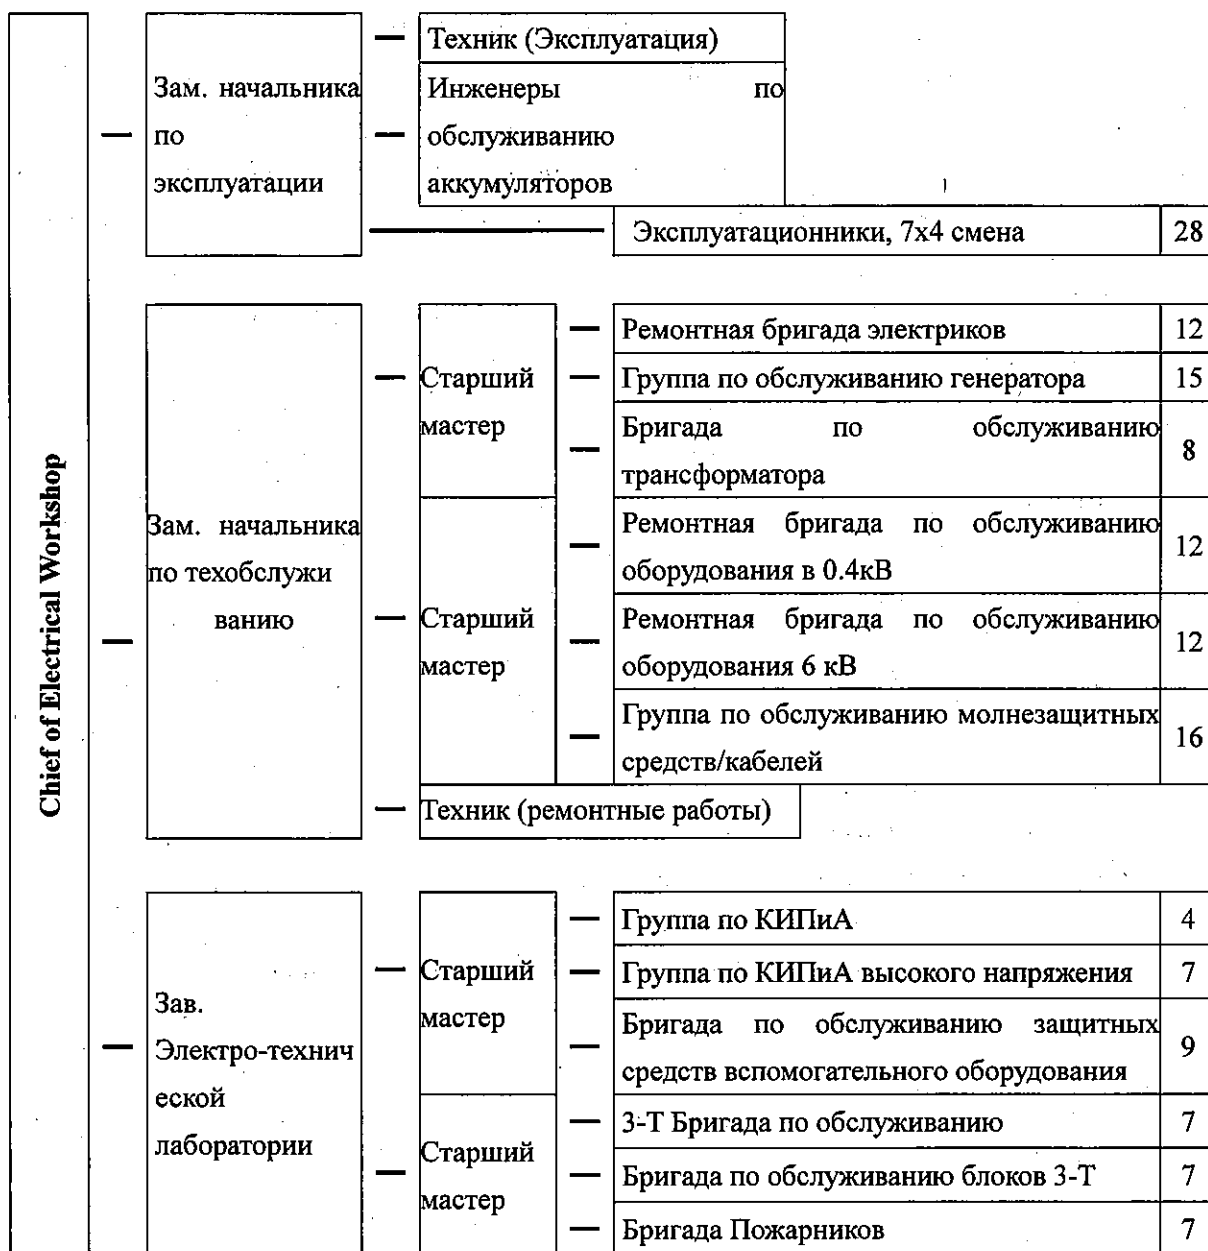 Chief of Electrical Workshop
Зам. начальника
по
эксплуатации
Техник (Эксплуатация)
Инженеры по
обслуживанию
аккумуляторов
Эксплуатационники, 7х4 смена 28
Зам. начальника
по техобслужи
ванию
Старший
мастер
Ремонтная бригада электриков 12
Группа по обслуживанию генератора 15
Бригада по обслуживанию
трансформатора
8
Старший
мастер
Ремонтная бригада по обслуживанию
оборудования в 0.4кВ
12
Ремонтная бригада по обслуживанию
оборудования 6 кВ
12
Группа по обслуживанию молнезащитных
средств/кабелей
16
Техник (ремонтные работы)
Зав.
Электро-технич
еской
лаборатории
Старший
мастер
Группа по КИПиА 4
Группа по КИПиА высокого напряжения 7
Бригада по обслуживанию защитных
средств вспомогательного оборудования
9
Старший
мастер
3-Т Бригада по обслуживанию 7
Бригада по обслуживанию блоков 3-Т 7
Бригада Пожарников 7